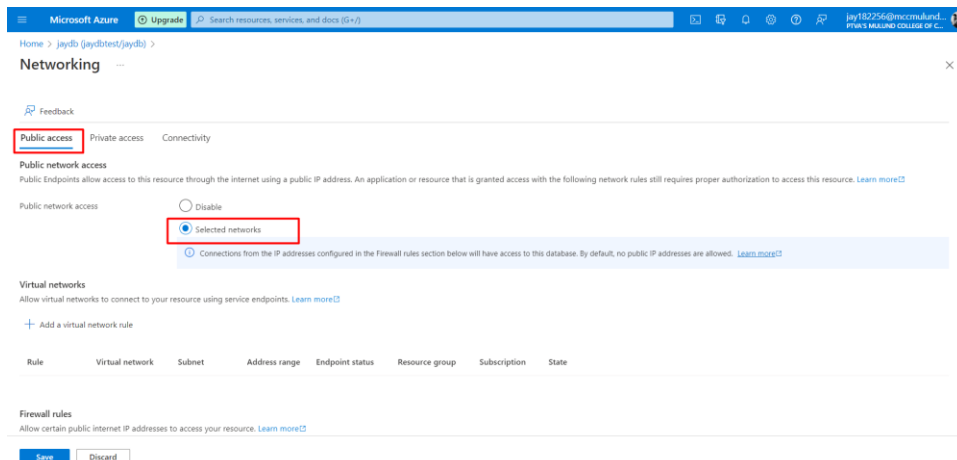 Microsoft Azure
Upgrade
Search resources, services, and docs (G+/)
jay182256@mccmulund...
PTVA'S MULUND COLLEGE OF C...
Home > jaydb (jaydbtest/jaydb) >
Networking ...
Feedback
Public access Private access Connectivity
Public network access
Public Endpoints allow access to this resource through the internet using a public IP address. An application or resource that is granted access with the following network rules still requires proper authorization to access this resource. Learn more
Public network access
Disable
Selected networks
Connections from the IP addresses configured in the Firewall rules section below will have access to this database. By default, no public IP addresses are allowed. Learn more
Virtual networks
Allow virtual networks to connect to your resource using service endpoints. Learn more
+ Add a virtual network rule
Rule Virtual network Subnet Address range Endpoint status Resource group Subscription State
Firewall rules
Allow certain public internet IP addresses to access your resource. Learn more
Save Discard